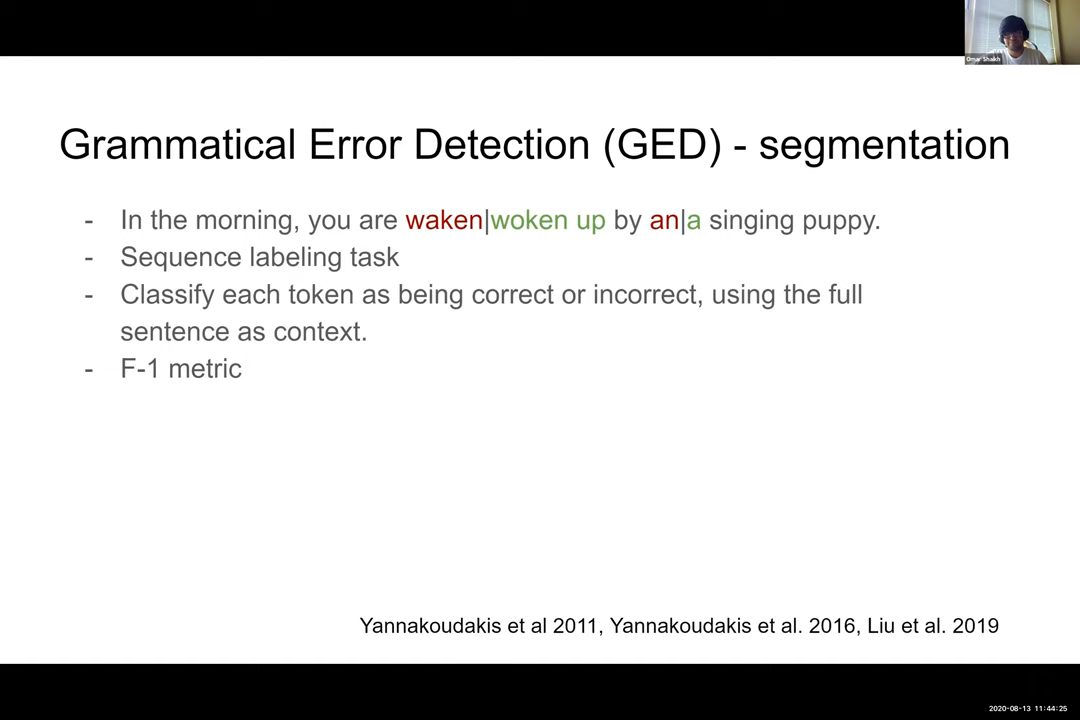 Omar Shaikh
Grammatical Error Detection (GED) - segmentation
- In the morning, you are waken|woken up by an|a singing puppy.
- Sequence labeling task
- Classify each token as being correct or incorrect, using the full
sentence as context.
- F-1 metric
Yannakoudakis et al 2011, Yannakoudakis et al. 2016, Liu et al. 2019
2020-08-13 11:44:25